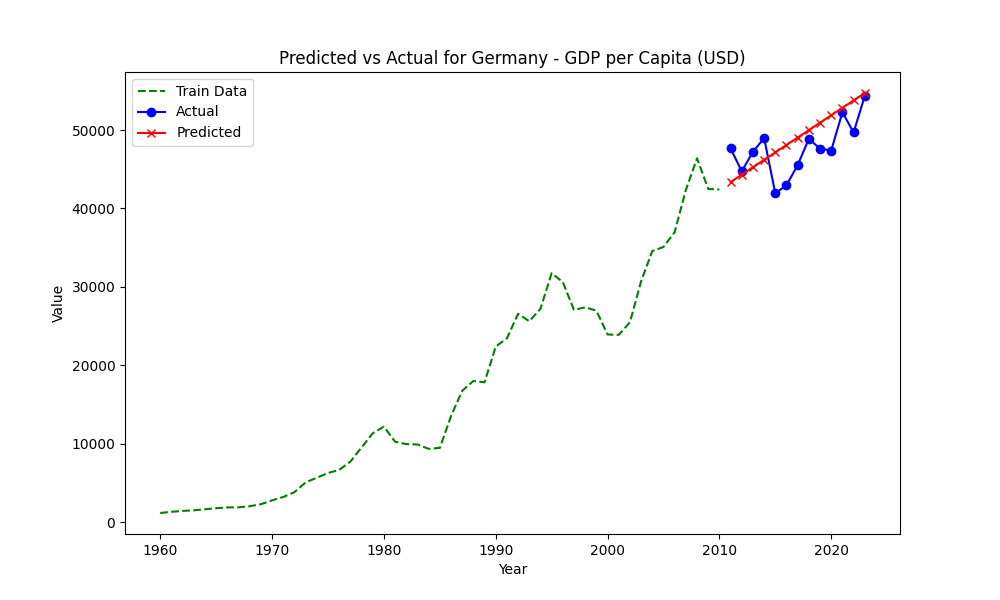 Predicted vs Actual for Germany - GDP per Capita (USD)
Train Data
Actual
Predicted
Value
50000
40000
30000
20000
10000
0
1960 1970 1980 1990 2000 2010 2020
Year